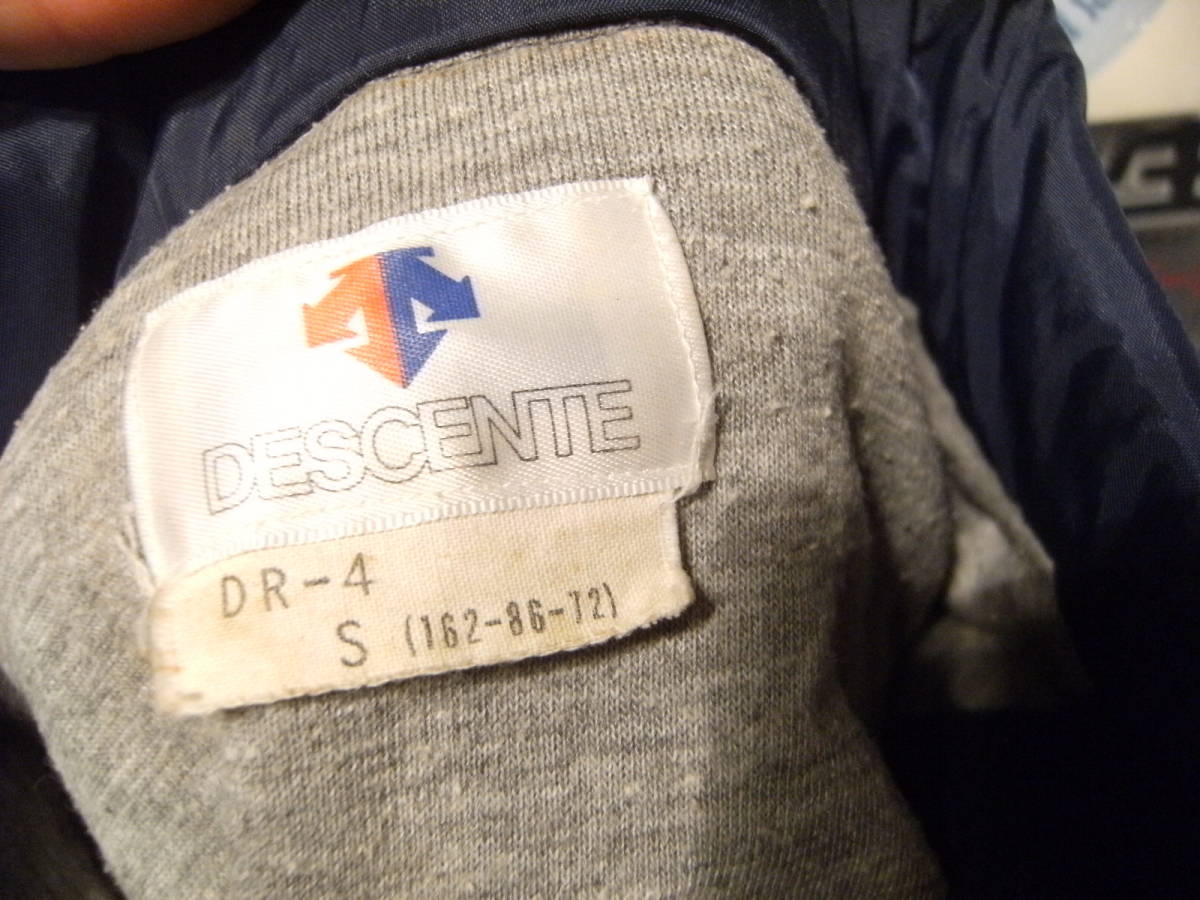 DESCENTE
DR-4
S (162-86-72)